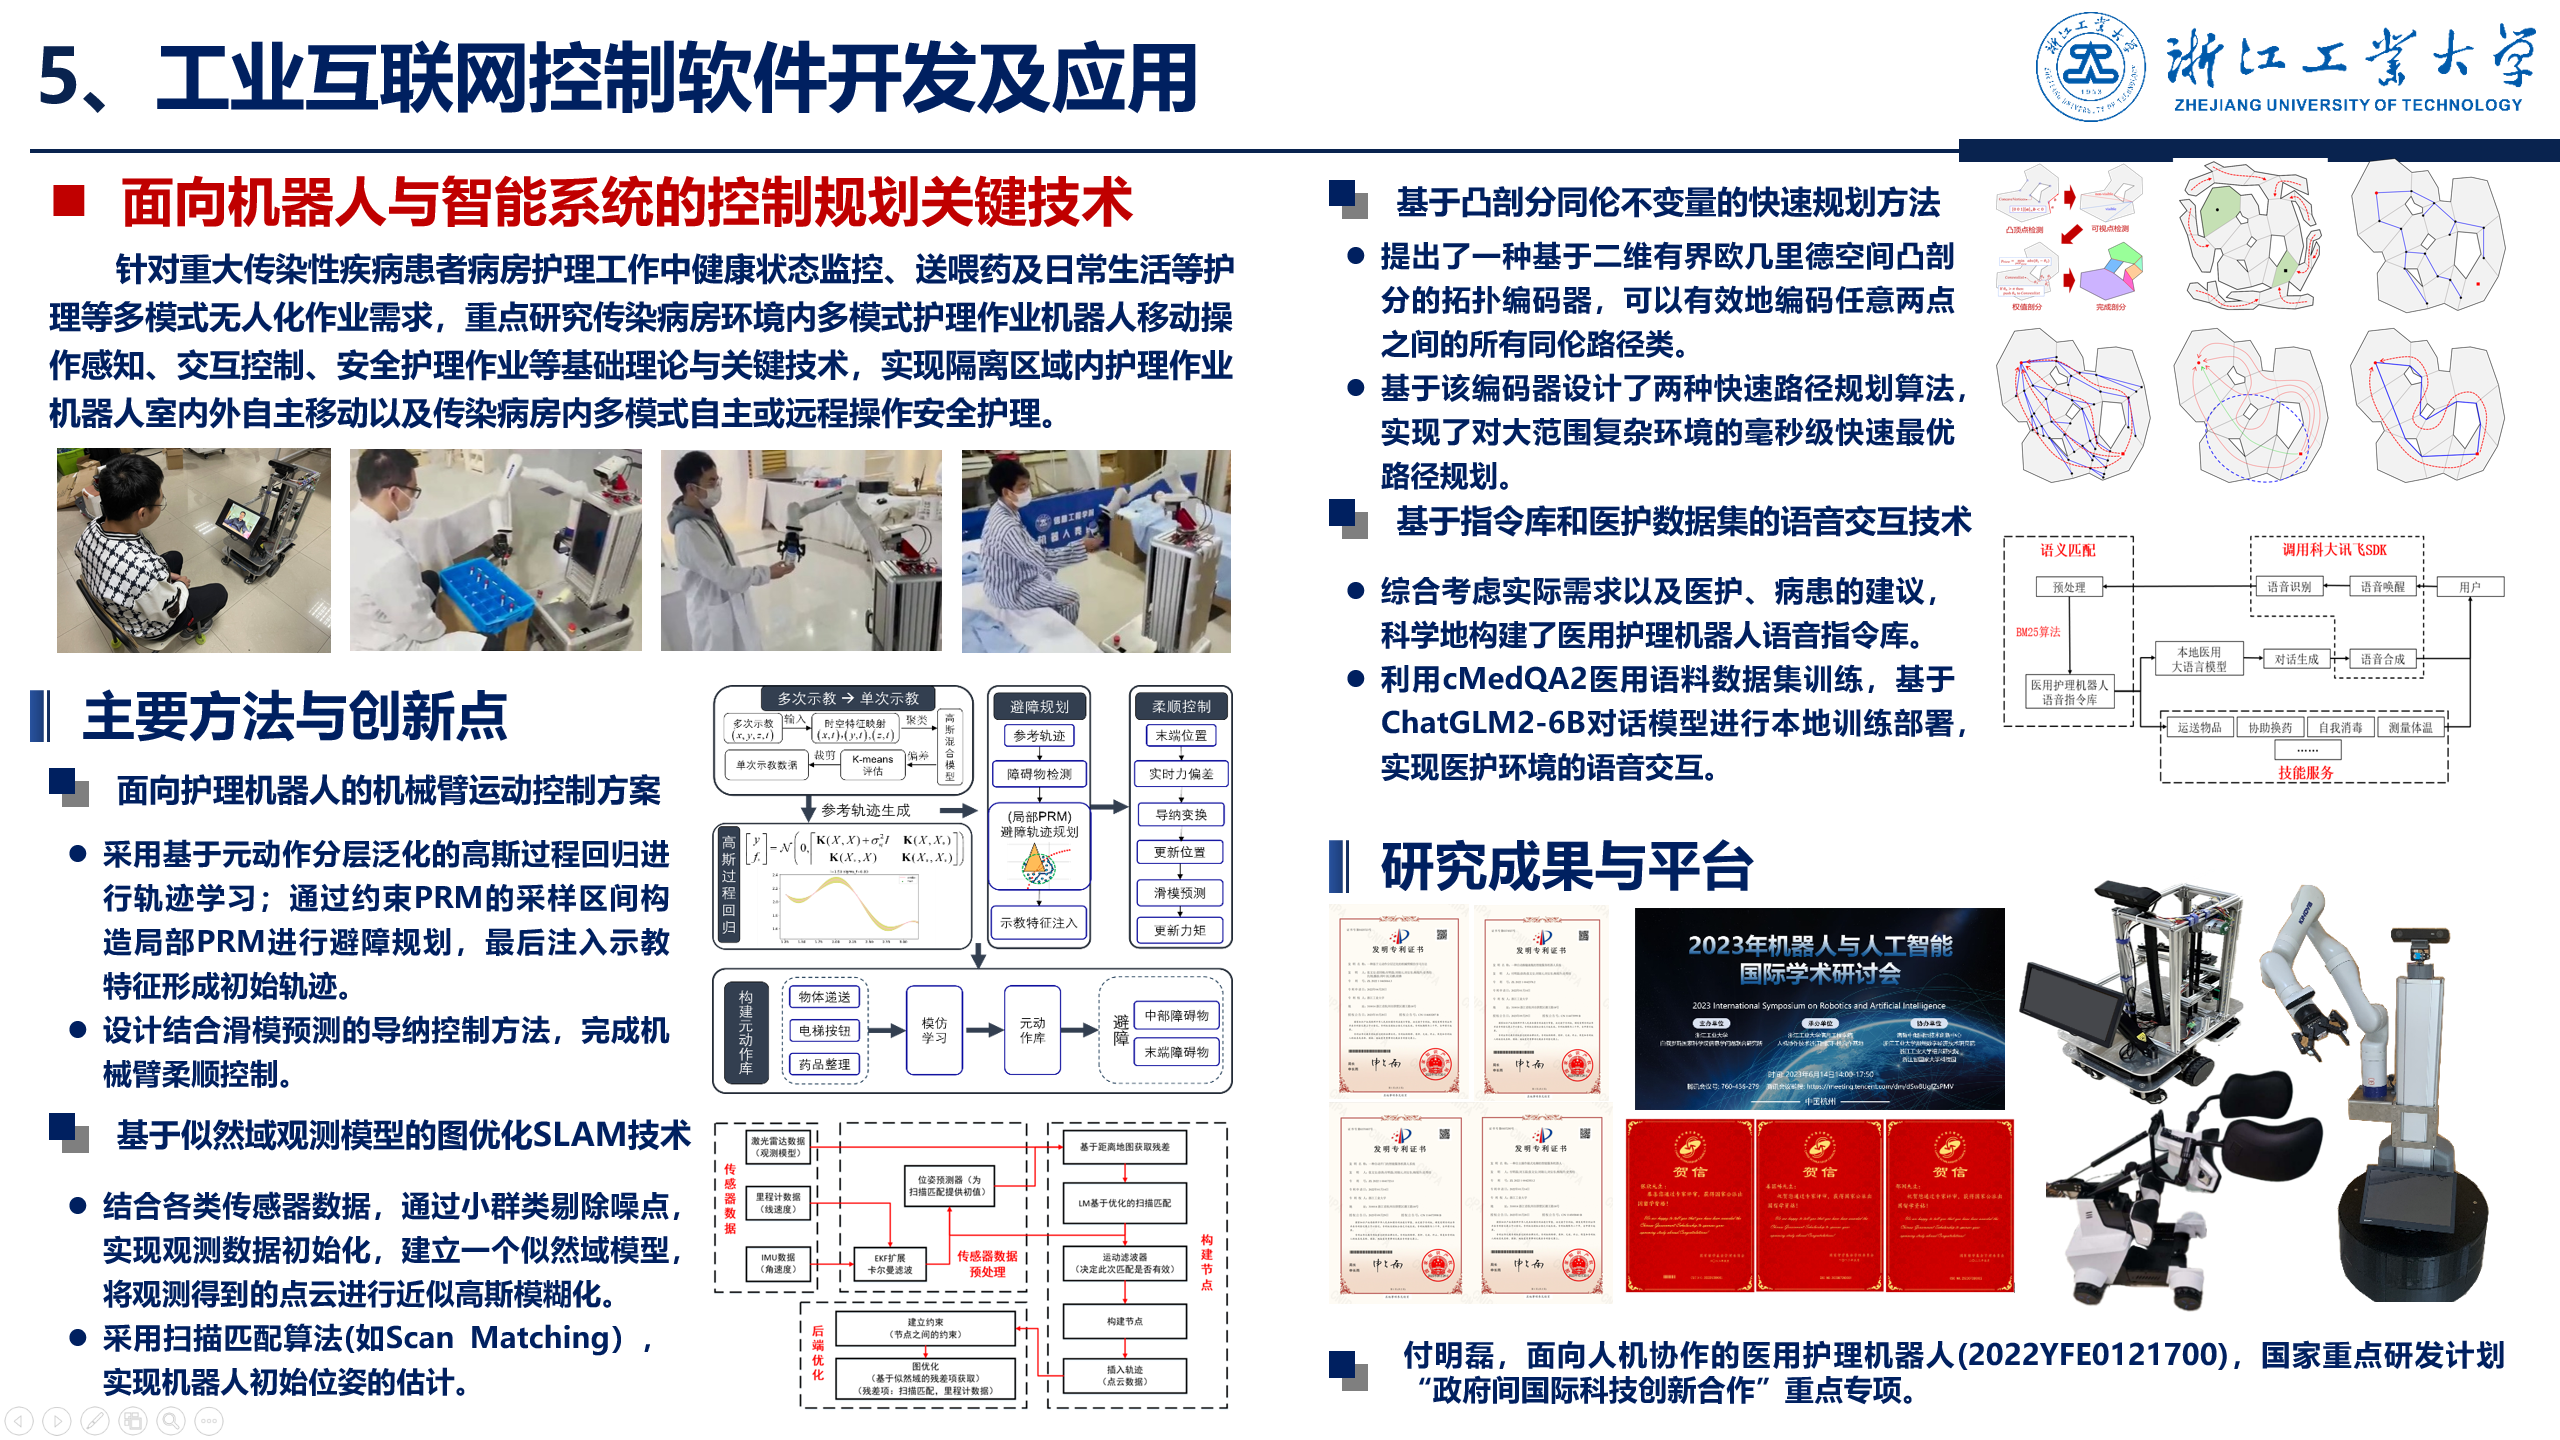 5、工业互联网控制软件开发及应用
浙江工业大学
ZHEJIANG UNIVERSITY OF TECHNOLOGY
面向机器人与智能系统的控制规划关键技术
针对重大传染性疾病患者病房护理工作中健康状态监控、送喂药及日常生活等护
理等多模式无人化作业需求，重点研究传染病房环境内多模式护理作业机器人移动操
作感知、交互控制、安全护理作业等基础理论与关键技术，实现隔离区域内护理作业
机器人室内外自主移动以及传染病房内多模式自主或远程操作安全护理。
主要方法与创新点
面向护理机器人的机械臂运动控制方案
采用基于元动作分层泛化的高斯过程回归进
行轨迹学习；通过约束PRM的采样区间构
造局部PRM进行避障规划，最后注入示教
特征形成初始轨迹。
设计结合滑模预测的导纳控制方法，完成机
械臂柔顺控制。
多次示教 → 单次示教
多次示教
(x,y,z,t)
输入
时空特征映射
(x,t),(y,t),(z,t)
聚类
高斯混合模型
单次示教数据
裁剪
K-means
评估
偏差
参考轨迹生成
高斯过程回归
避障规划
参考轨迹
障碍物检测
(局部PRM)
避障轨迹规划
示教特征注入
柔顺控制
末端位置
实时力偏差
导纳变换
更新位置
滑模预测
更新力矩
构建元动作库
物体递送
电梯按钮
药品整理
模仿
学习
元动
作库
避障
中部障碍物
末端障碍物
基于似然域观测模型的图优化SLAM技术
结合各类传感器数据，通过小群类剔除噪点，
实现观测数据初始化，建立一个似然域模型，
将观测得到的点云进行近似高斯模糊化。
采用扫描匹配算法(如Scan Matching），
实现机器人初始位姿的估计。
传感器数据
激光雷达数据
（观测模型）
里程计数据
（线速度）
IMU数据
（角速度）
位姿预测器（为
扫描匹配提供初值）
EKF扩展
卡尔曼滤波
传感器数据
预处理
基于距离地图获取残差
LM基于优化的扫描匹配
运动滤波器
（决定此次匹配是否有效）
构建节点
插入轨迹
（点云数据）
构建节点
后端优化
建立约束
（节点之间的约束）
图优化
（基于似然域的残差项获取）
（残差项：扫描匹配，里程计数据）
基于凸剖分同伦不变量的快速规划方法
提出了一种基于二维有界欧几里德空间凸剖
分的拓扑编码器，可以有效地编码任意两点
之间的所有同伦路径类。
基于该编码器设计了两种快速路径规划算法，
实现了对大范围复杂环境的毫秒级快速最优
路径规划。
凸顶点检测
可视点检测
权值剖分
完成剖分
基于指令库和医护数据集的语音交互技术
综合考虑实际需求以及医护、病患的建议，
科学地构建了医用护理机器人语音指令库。
利用cMedQA2医用语料数据集训练，基于
ChatGLM2-6B对话模型进行本地训练部署，
实现医护环境的语音交互。
语义匹配
调用科大讯飞SDK
预处理
语音识别
语音唤醒
用户
BM25算法
本地医用
大语言模型
对话生成
语音合成
医用护理机器人
语音指令库
运送物品
协助换药
自我消毒
测量体温
……
技能服务
研究成果与平台
发明专利证书
发明专利证书
发明专利证书
发明专利证书
2023年机器人与人工智能
国际学术研讨会
2023 International Symposium on Robotics and Artificial Intelligence
主办单位
承办单位
协办单位
时间: 2023年6月14日14:00-17:50
中国杭州
贺信
贺信
贺信
付明磊，面向人机协作的医用护理机器人(2022YFE0121700)，国家重点研发计划
“政府间国际科技创新合作”重点专项。